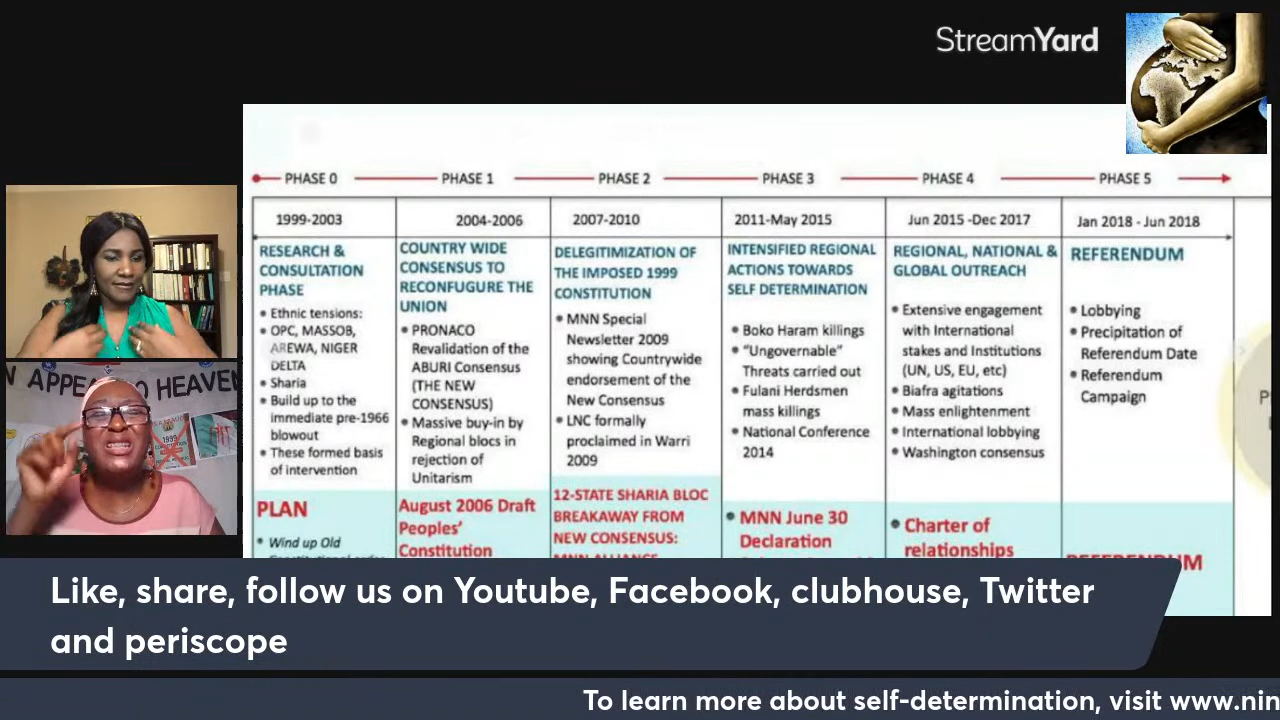 StreamYard
PHASE 0
PHASE 1
PHASE 2
PHASE 3
PHASE 4
PHASE 5
1999-2003
2004-2006
2007-2010
2011-May 2015
Jun 2015 -Dec 2017
Jan 2018 - Jun 2018
RESEARCH &
CONSULTATION
PHASE
• Ethnic tensions:
• OPC, MASSOB,
AREWA, NIGER
DELTA
• Sharia
• Build up to the
immediate pre-1966
blowout
• These formed basis
of intervention
PLAN
• Wind up Old
COUNTRY WIDE
CONSENSUS TO
RECONFUGURE THE
UNION
• PRONACO
Revalidation of the
ABURI Consensus
(THE NEW
CONSENSUS)
• Massive buy-in by
Regional blocs in
rejection of
Unitarism
August 2006 Draft
Peoples’
Constitution
DELEGITIMIZATION OF
THE IMPOSED 1999
CONSTITUTION
• MNN Special
Newsletter 2009
showing Countrywide
endorsement of the
New Consensus
• LNC formally
proclaimed in Warri
2009
12-STATE SHARIA BLOC
BREAKAWAY FROM
NEW CONSENSUS:
MNN ALLIANCE
INTENSIFIED REGIONAL
ACTIONS TOWARDS
SELF DETERMINATION
• Boko Haram killings
• “Ungovernable”
Threats carried out
• Fulani Herdsmen
mass killings
• National Conference
2014
• MNN June 30
Declaration
REGIONAL, NATIONAL &
GLOBAL OUTREACH
• Extensive engagement
with International
stakes and Institutions
(UN, US, EU, etc)
• Biafra agitations
• Mass enlightenment
• International lobbying
• Washington consensus
• Charter of
relationships
REFERENDUM
• Lobbying
• Precipitation of
Referendum Date
• Referendum
Campaign
REFERENDUM
N APPEAL TO HEAVEN
1999
Like, share, follow us on Youtube, Facebook, clubhouse, Twitter
and periscope
To learn more about self-determination, visit www.nin